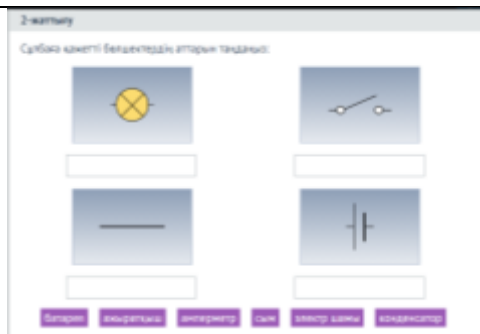 2-жаттығу
Сұлбаға қажетті бөлшектердің аттарын таңдаңыз:
батарея ажыратқыш амперметр сым электр шамы конденсатор